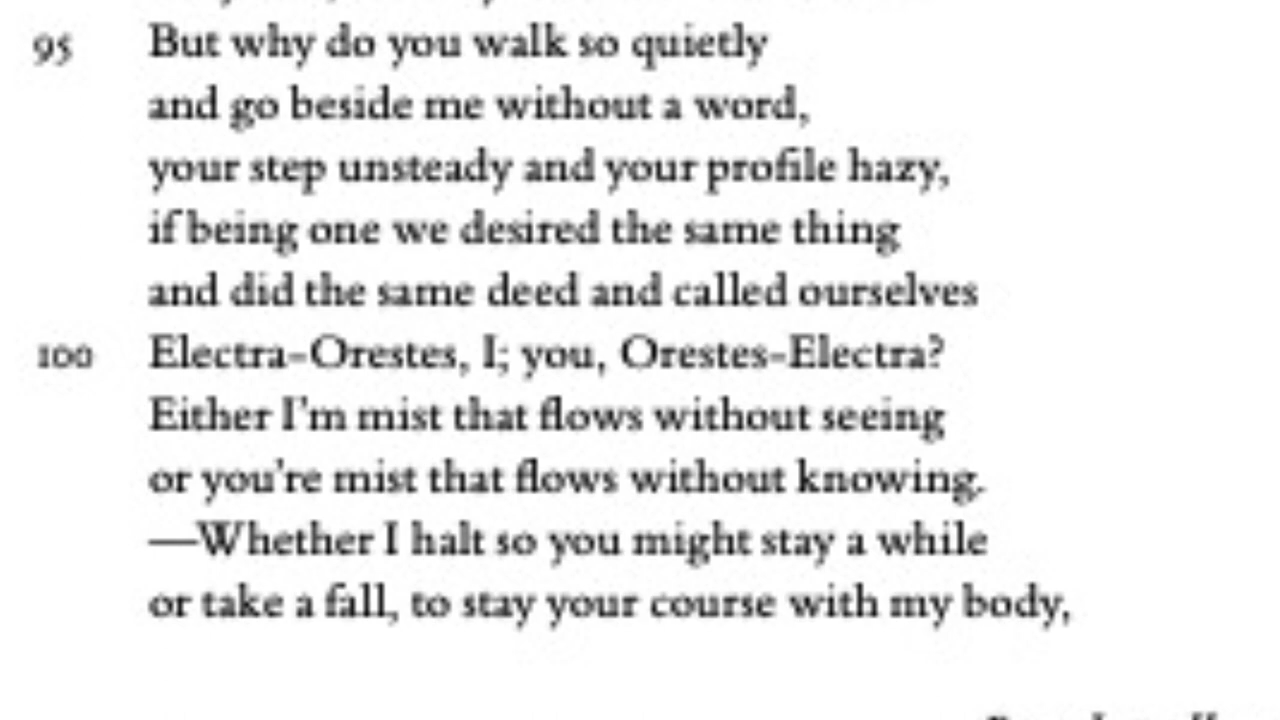 95 But why do you walk so quietly
and go beside me without a word,
your step unsteady and your profile hazy,
if being one we desired the same thing
and did the same deed and called ourselves
100 Electra-Orestes, I; you, Orestes-Electra?
Either I'm mist that flows without seeing
or you're mist that flows without knowing.
—Whether I halt so you might stay a while
or take a fall, to stay your course with my body,